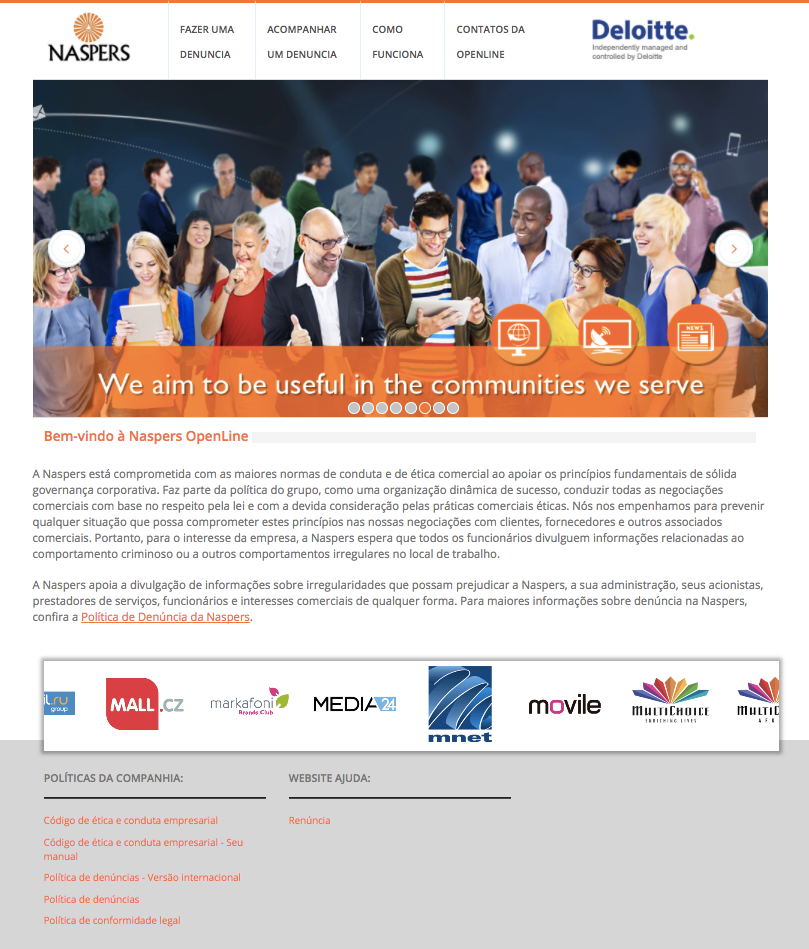 NASPERS
FAZER UMA
DENUNCIA
ACOMPANHAR
UM DENUNCIA
COMO
FUNCIONA
CONTATOS DA
OPENLINE
Deloitte.
Independently managed and
controlled by Deloitte
NEWS
We aim to be useful in the communities we serve
Bem-vindo à Naspers OpenLine
A Naspers está comprometida com as maiores normas de conduta e de ética comercial ao apoiar os princípios fundamentais de sólida
governança corporativa. Faz parte da política do grupo, como uma organização dinâmica de sucesso, conduzir todas as negociações
comerciais com base no respeito pela lei e com a devida consideração pelas práticas comerciais éticas. Nós nos empenhamos para prevenir
qualquer situação que possa comprometer estes princípios nas nossas negociações com clientes, fornecedores e outros associados
comerciais. Portanto, para o interesse da empresa, a Naspers espera que todos os funcionários divulguem informações relacionadas ao
comportamento criminoso ou a outros comportamentos irregulares no local de trabalho.
A Naspers apoia a divulgação de informações sobre irregularidades que possam prejudicar a Naspers, a sua administração, seus acionistas,
prestadores de serviços, funcionários e interesses comerciais de qualquer forma. Para maiores informações sobre denúncia na Naspers,
confira a Política de Denúncia da Naspers.
il.ru
group
MALL.CZ
markafoni
Brands Club
MEDIA24
mnet
movile
MULTICHOICE
ENRICHING LIVES
MULTIC
AFR
POLÍTICAS DA COMPANHIA:
Código de ética e conduta empresarial
Código de ética e conduta empresarial - Seu
manual
Política de denúncias - Versão internacional
Política de denúncias
Política de conformidade legal
WEBSITE AJUDA:
Renúncia